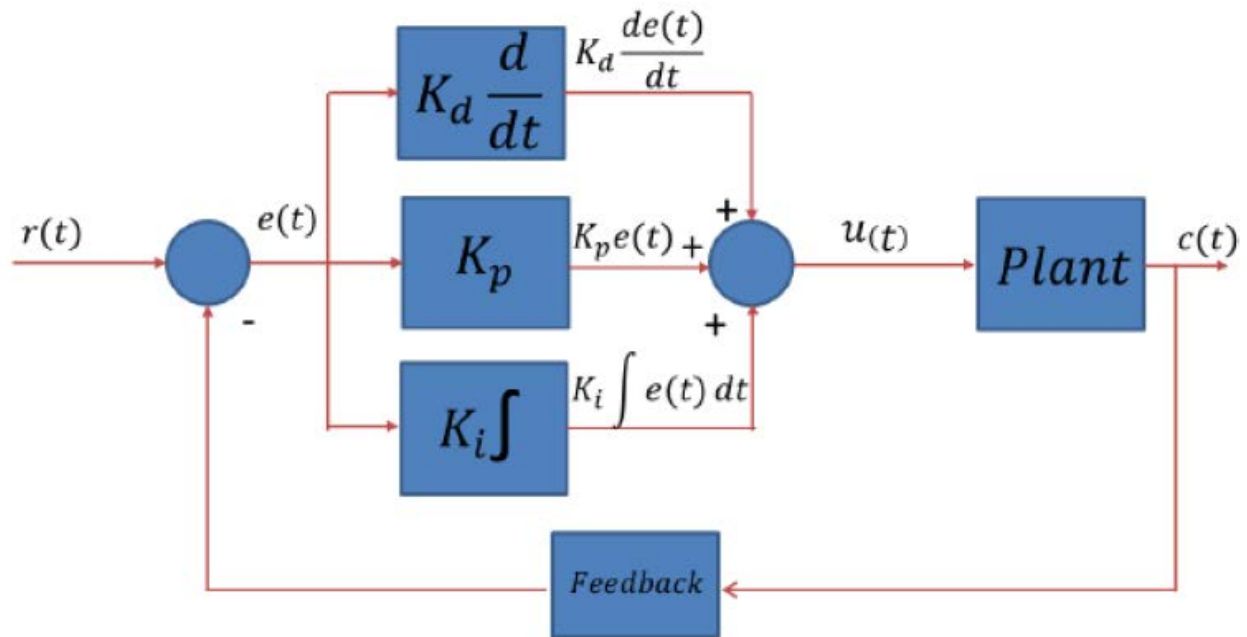 K_d d/dt
K_d de(t)/dt
r(t)
e(t)
-
K_p
K_p e(t)
+
+
+
u(t)
Plant
c(t)
K_i ∫
K_i ∫ e(t) dt
Feedback